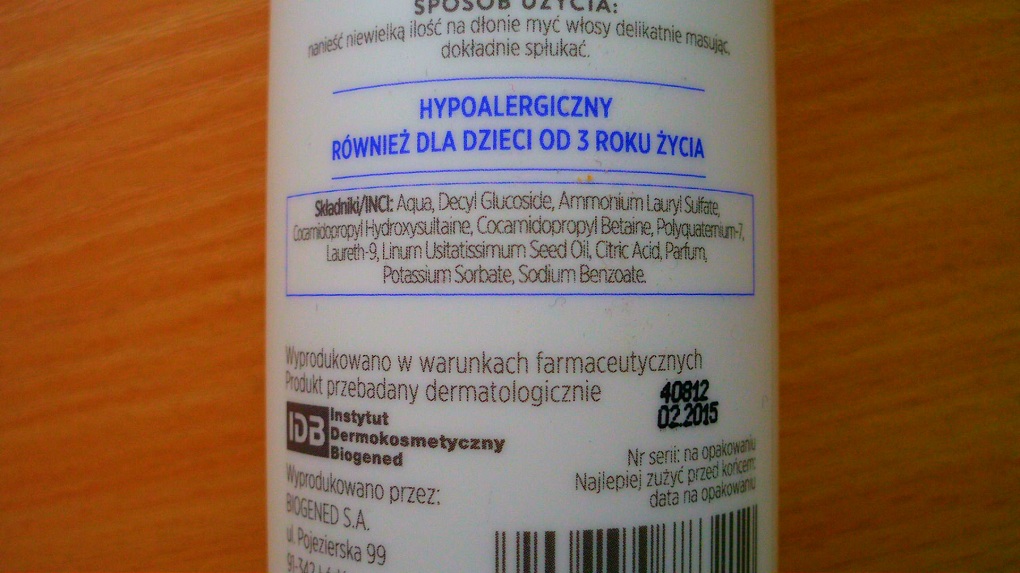 SPOSÓB UŻYCIA:
nanieść niewielką ilość na dłonie myć włosy delikatnie masując,
dokładnie spłukać.
HYPOALERGICZNY
RÓWNIEŻ DLA DZIECI OD 3 ROKU ŻYCIA
Składniki/INCI: Aqua, Decyl Glucoside, Ammonium Lauryl Sulfate,
Cocamidopropyl Hydroxysultaine, Cocamidopropyl Betaine, Polyquaternium-7,
Laureth-9, Linum Usitatissimum Seed Oil, Citric Acid, Parfum,
Potassium Sorbate, Sodium Benzoate.
Wyprodukowano w warunkach farmaceutycznych
Produkt przebadany dermatologicznie
40812
02.2015
IDB Instytut
Dermokosmetyczny
Biogened
Nr serii: na opakowaniu
Najlepiej zużyć przed końcem:
data na opakowaniu
Wyprodukowano przez:
BIOGENED S.A.
ul. Pojezierska 99
91-342